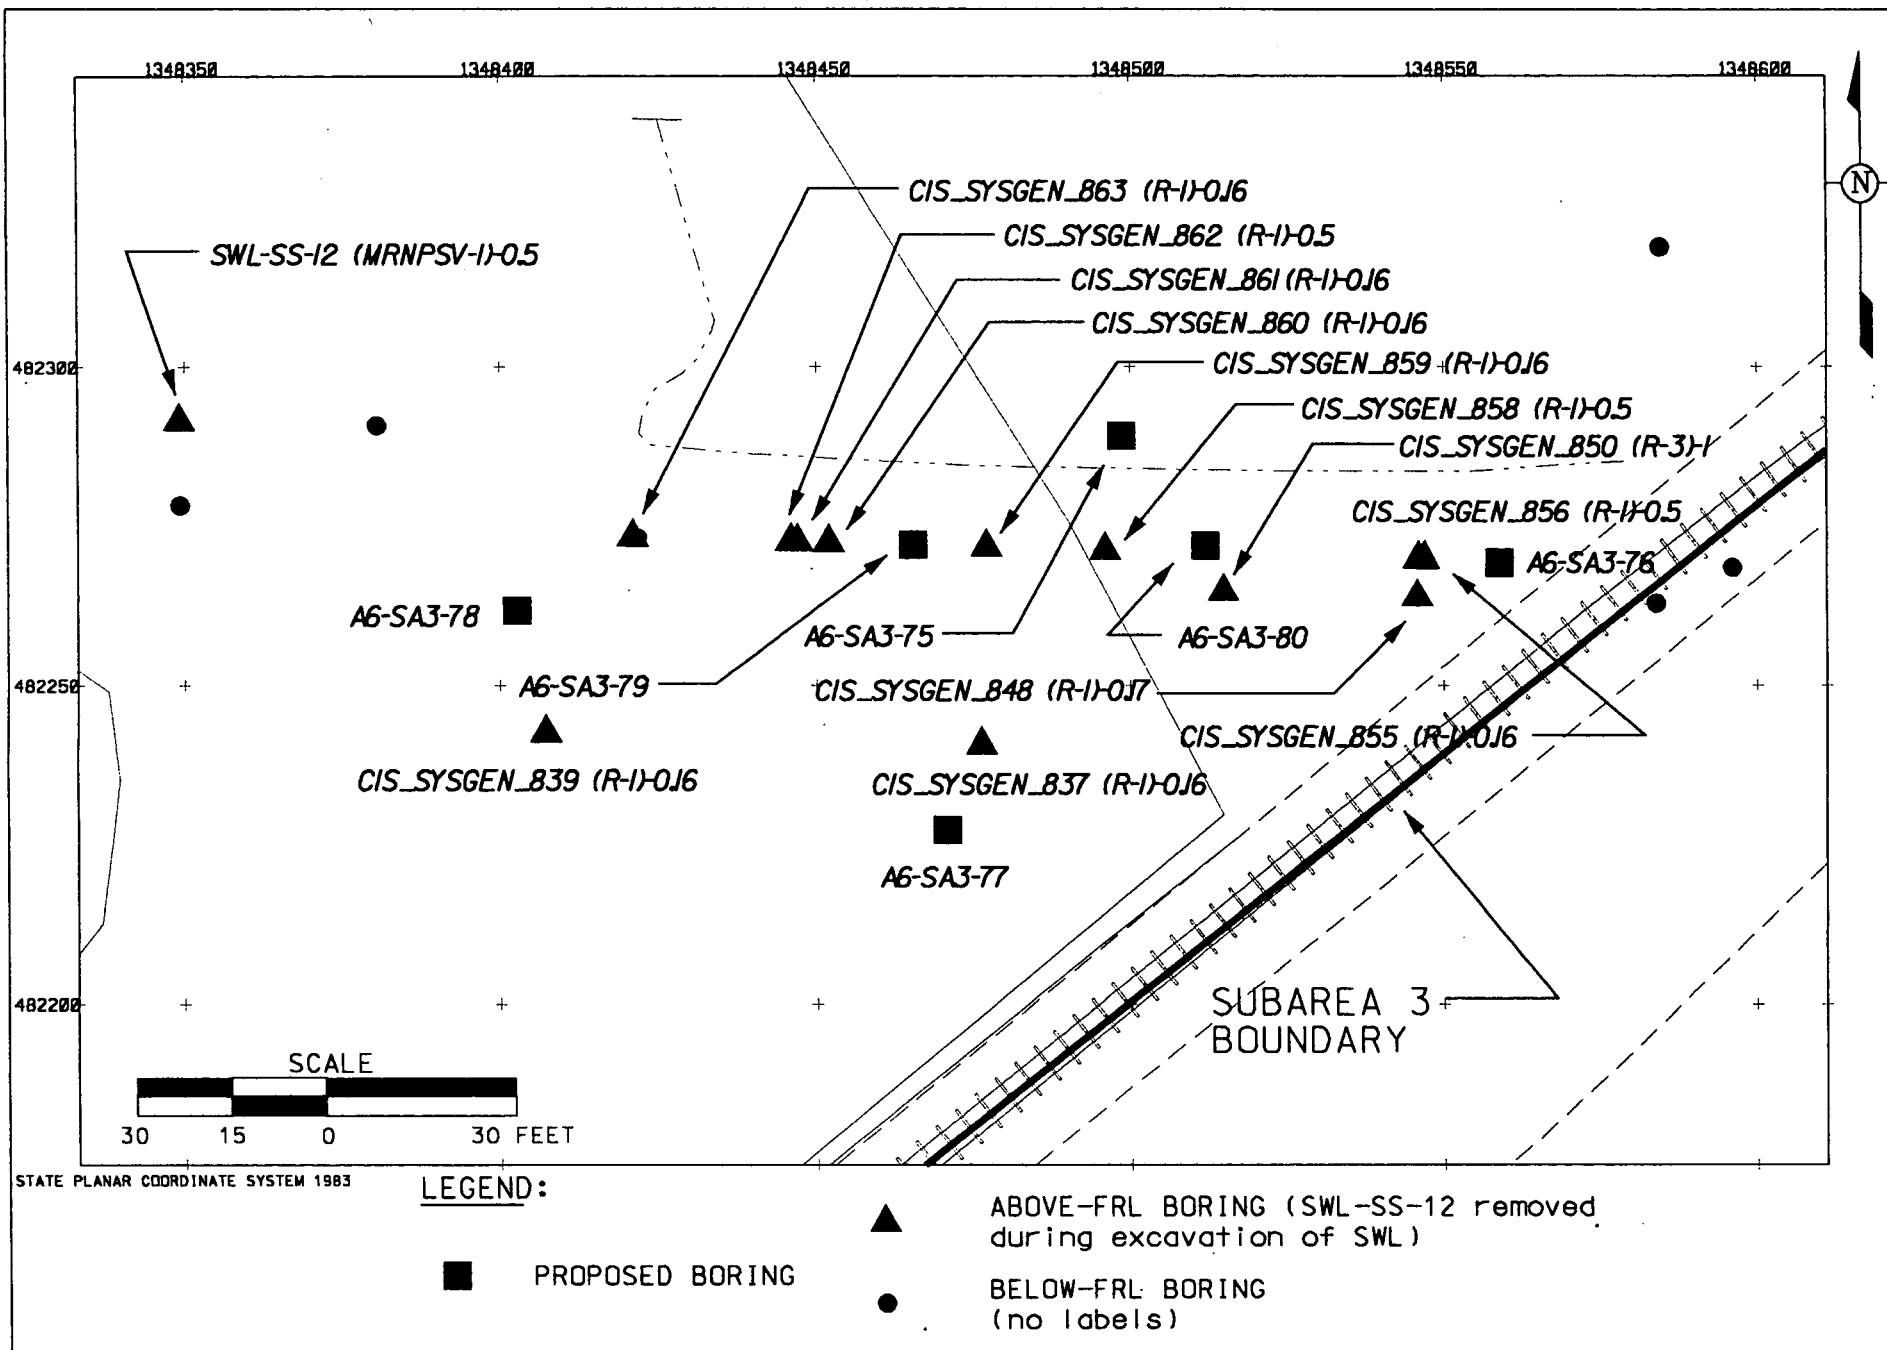 1348350 1348400 1348450 1348500 1348550 1348600
N
CIS_SYSGEN_863 (R-1)-0.16
CIS_SYSGEN_862 (R-1)-0.5
SWL-SS-12 (MRNPSV-1)-0.5
CIS_SYSGEN_861 (R-1)-0.16
CIS_SYSGEN_860 (R-1)-0.16
482300
CIS_SYSGEN_859 (R-1)-0.16
CIS_SYSGEN_858 (R-1)-0.5
CIS_SYSGEN_850 (R-3)-1
CIS_SYSGEN_856 (R-1)-0.5
A6-SA3-76
A6-SA3-78
A6-SA3-75
A6-SA3-80
482250
A6-SA3-79
CIS_SYSGEN_848 (R-1)-0.17
CIS_SYSGEN_855 (R-1)-0.16
CIS_SYSGEN_839 (R-1)-0.16
CIS_SYSGEN_837 (R-1)-0.16
A6-SA3-77
482200
SUBAREA 3
BOUNDARY
SCALE
30 15 0 30 FEET
STATE PLANAR COORDINATE SYSTEM 1983
LEGEND:
ABOVE-FRL BORING (SWL-SS-12 removed
during excavation of SWL)
PROPOSED BORING
BELOW-FRL BORING
(no labels)